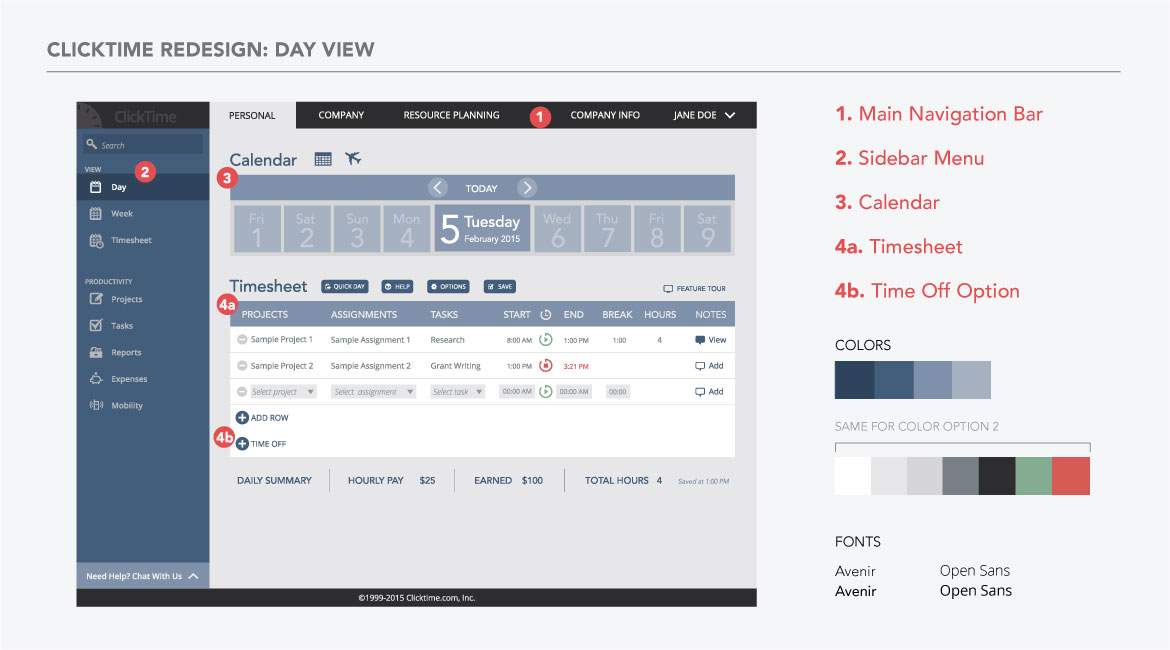 CLICKTIME REDESIGN: DAY VIEW
ClickTime
PERSONAL COMPANY RESOURCE PLANNING 1 COMPANY INFO JANE DOE
Search
VIEW
2
Day
Week
Timesheet
PRODUCTIVITY
Projects
Tasks
Reports
Expenses
Mobility
Need Help? Chat With Us
Calendar
3
TODAY
Fri 1
Sat 2
Sun 3
Mon 4
5 Tuesday
February 2015
Wed 6
Thu 7
Fri 8
Sat 9
Timesheet QUICK DAY HELP OPTIONS SAVE FEATURE TOUR
4a
PROJECTS ASSIGNMENTS TASKS START END BREAK HOURS NOTES
Sample Project 1 Sample Assignment 1 Research 8:00 AM 1:00 PM 1:00 4 View
Sample Project 2 Sample Assignment 2 Grant Writing 1:00 PM 3:21 PM Add
Select project Select assignment Select task 00:00 AM 00:00 AM 00:00 Add
ADD ROW
4b
TIME OFF
DAILY SUMMARY HOURLY PAY $25 EARNED $100 TOTAL HOURS 4 Saved at 1:00 PM
©1999-2015 Clicktime.com, Inc.
1. Main Navigation Bar
2. Sidebar Menu
3. Calendar
4a. Timesheet
4b. Time Off Option
COLORS
SAME FOR COLOR OPTION 2
FONTS
Avenir Open Sans
Avenir Open Sans